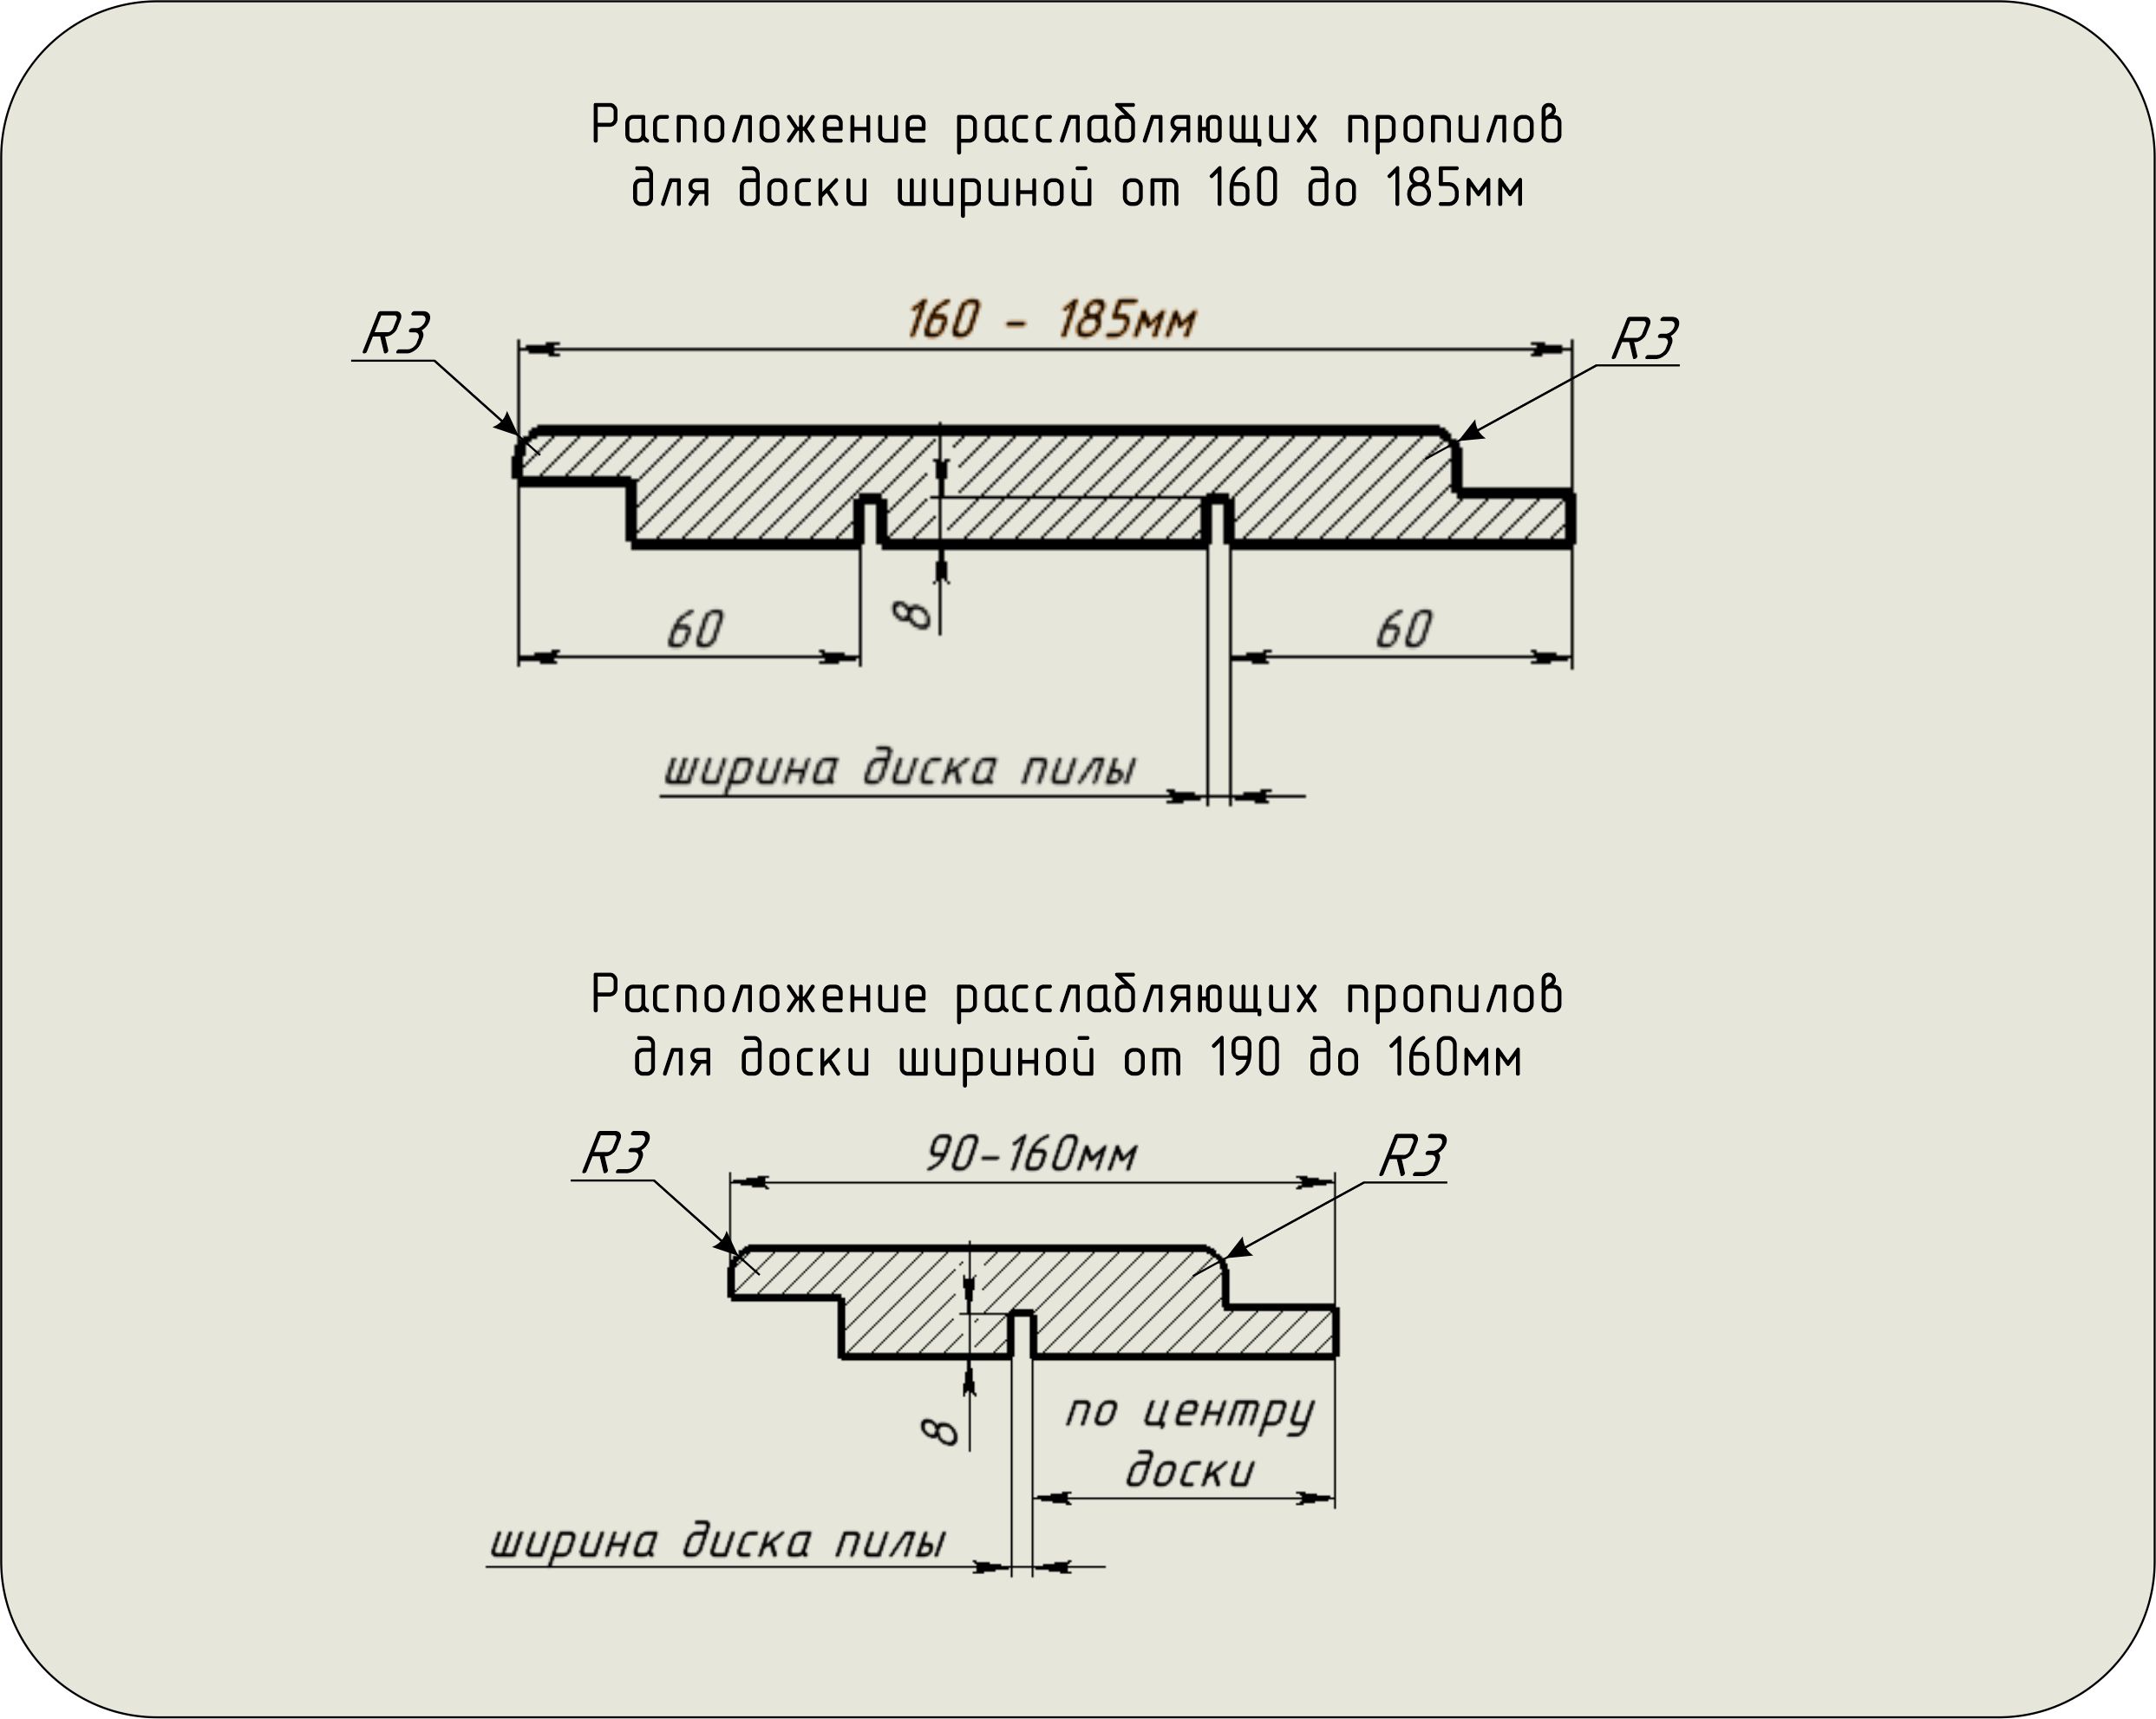 Расположение расслабляющих пропилов
для доски шириной от 160 до 185мм
160 - 185мм
R3
R3
60
8
60
ширина диска пилы
Расположение расслабляющих пропилов
для доски шириной от 190 до 160мм
R3
90-160мм
R3
по центру
доски
8
ширина диска пилы